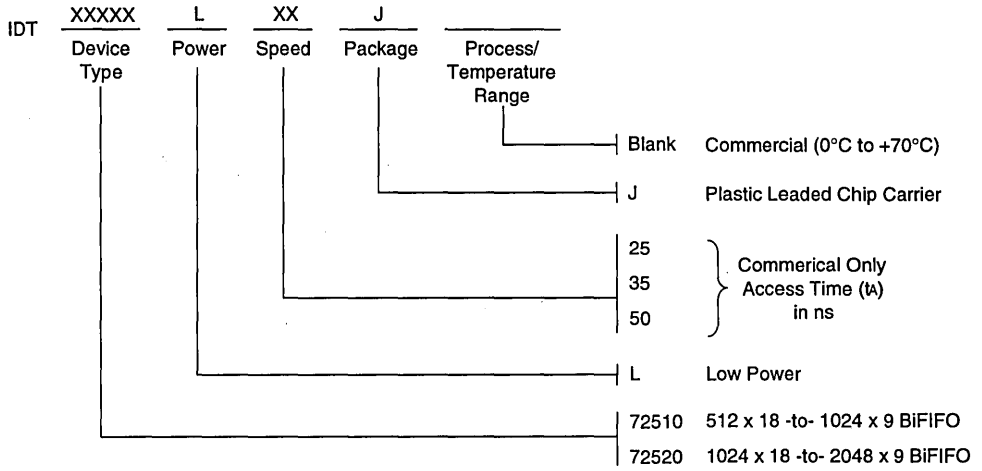 IDT XXXXX L XX J
Device Type
Power
Speed
Package
Process/
Temperature
Range
Blank Commercial (0°C to +70°C)
J Plastic Leaded Chip Carrier
25
35
50
Commerical Only
Access Time (tA)
in ns
L Low Power
72510 512 x 18 -to- 1024 x 9 BiFIFO
72520 1024 x 18 -to- 2048 x 9 BiFIFO